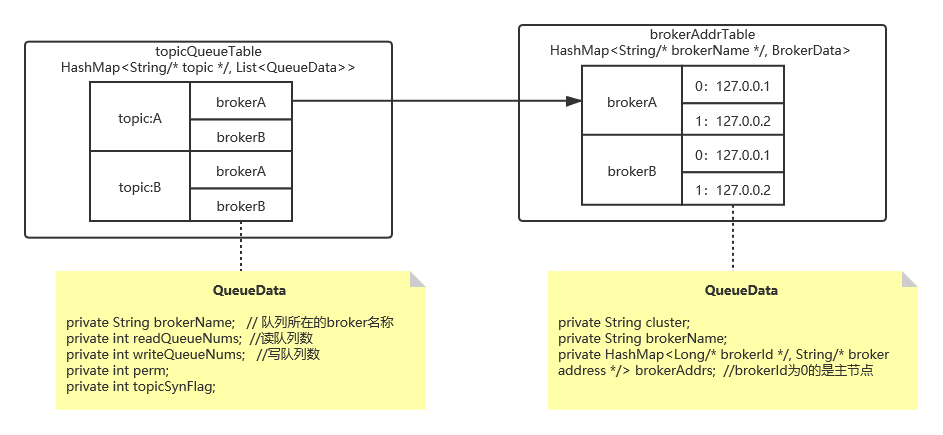 topicQueueTable
HashMap<String/* topic */, List<QueueData>>
topic:A
brokerA
brokerB
topic:B
brokerA
brokerB
brokerAddrTable
HashMap<String/* brokerName */, BrokerData>
brokerA
0：127.0.0.1
1：127.0.0.2
brokerB
0：127.0.0.1
1：127.0.0.2
QueueData
private String brokerName;   // 队列所在的broker名称
private int readQueueNums;  //读队列数
private int writeQueueNums;   //写队列数
private int perm;
private int topicSynFlag;
QueueData
private String cluster;
private String brokerName;
private HashMap<Long/* brokerId */, String/* broker
address */> brokerAddrs;  //brokerId为0的是主节点